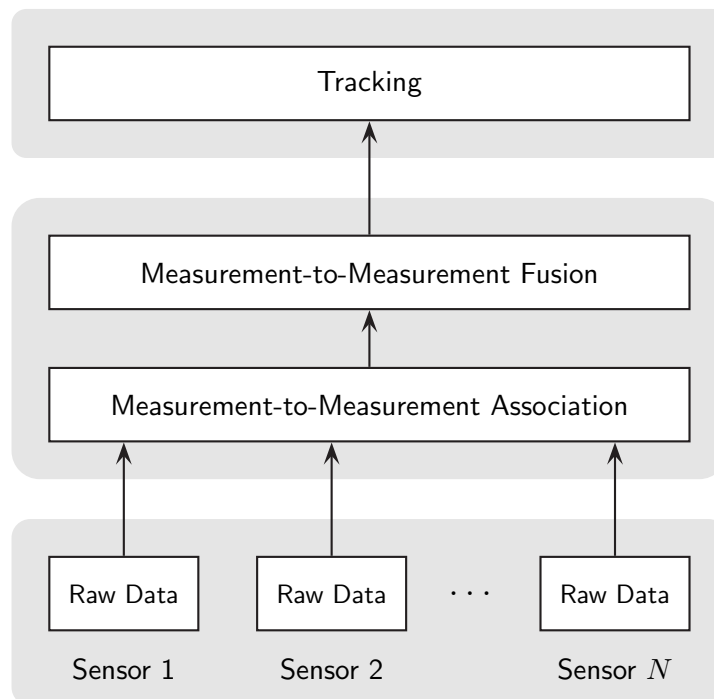 Tracking
Measurement-to-Measurement Fusion
Measurement-to-Measurement Association
Raw Data Raw Data · · · Raw Data
Sensor 1 Sensor 2 Sensor N